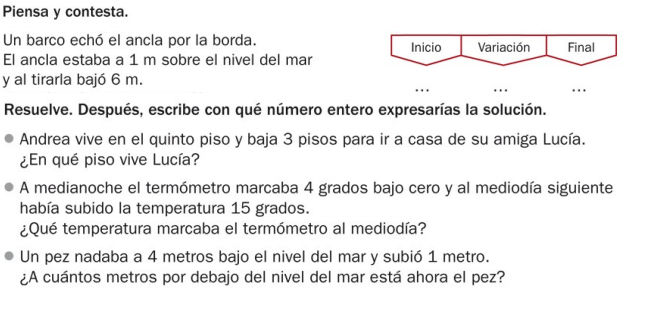 Piensa y contesta.
Un barco echó el ancla por la borda.
El ancla estaba a 1 m sobre el nivel del mar
y al tirarla bajó 6 m.
Inicio Variación Final
... ... ...
Resuelve. Después, escribe con qué número entero expresarías la solución.
● Andrea vive en el quinto piso y baja 3 pisos para ir a casa de su amiga Lucía.
¿En qué piso vive Lucía?
● A medianoche el termómetro marcaba 4 grados bajo cero y al mediodía siguiente
había subido la temperatura 15 grados.
¿Qué temperatura marcaba el termómetro al mediodía?
● Un pez nadaba a 4 metros bajo el nivel del mar y subió 1 metro.
¿A cuántos metros por debajo del nivel del mar está ahora el pez?